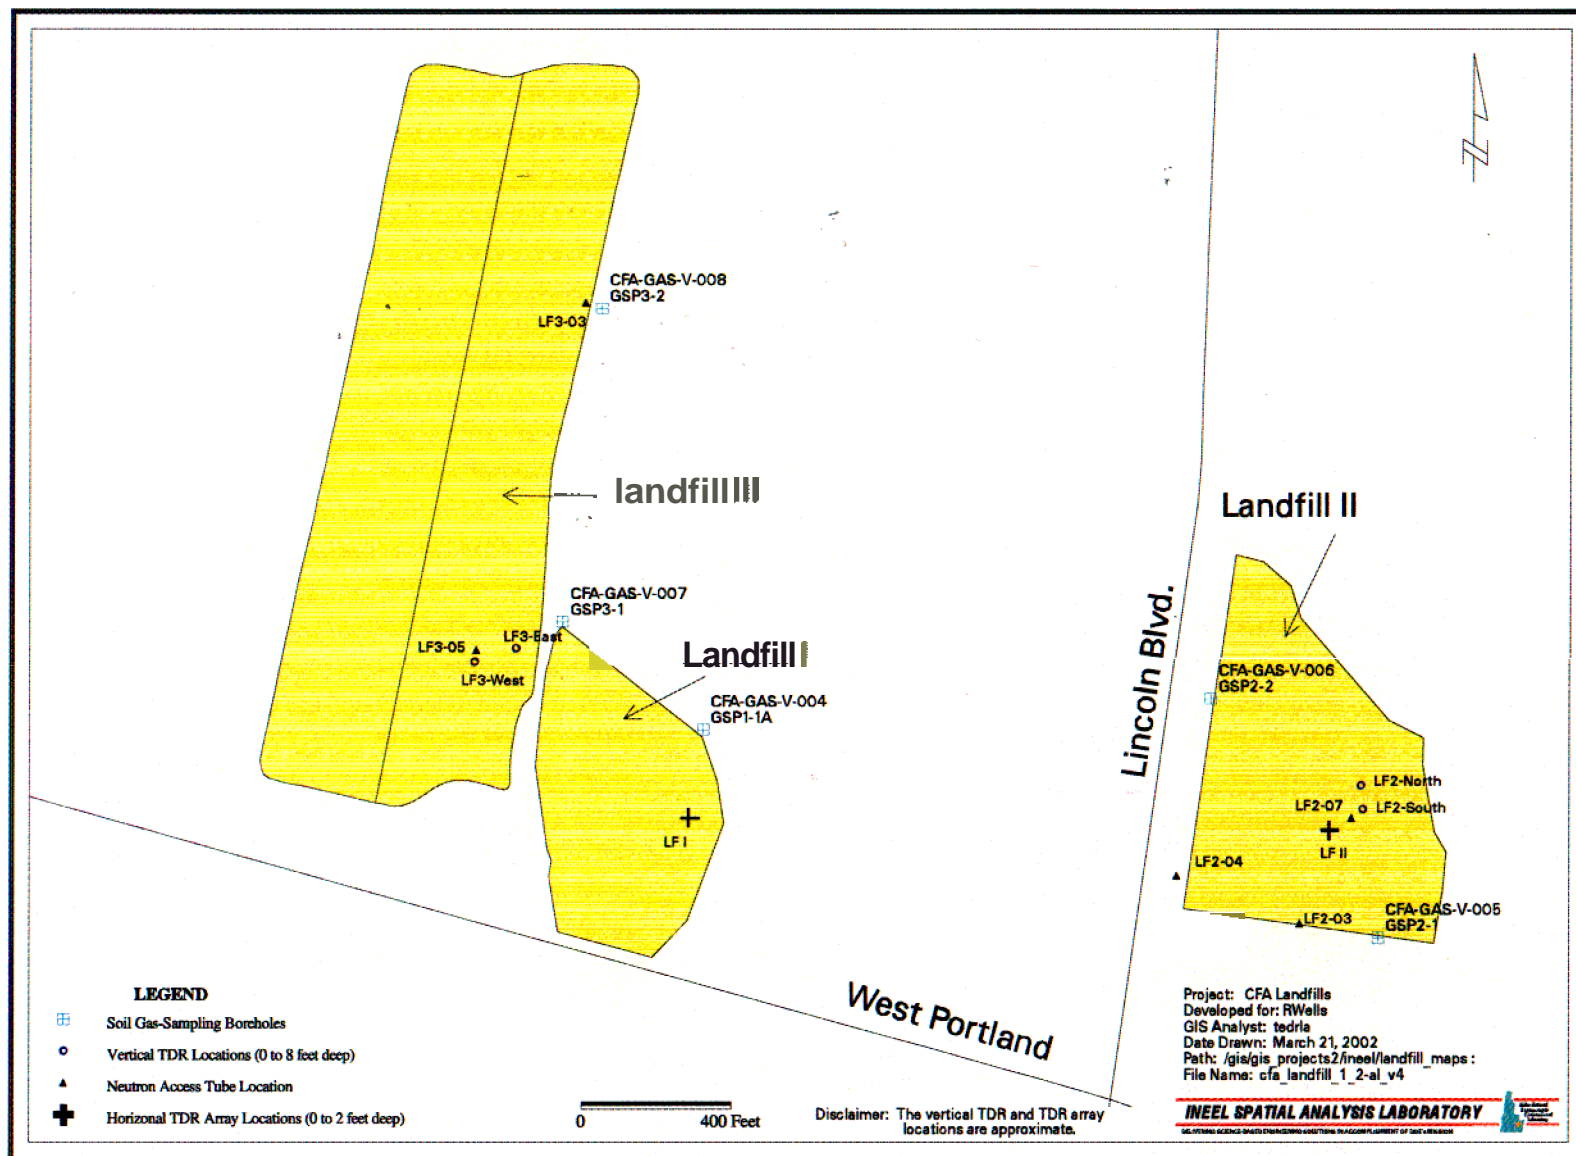 CFA-GAS-V-008
GSP3-2
LF3-03
landfill III
Landfill II
CFA-GAS-V-007
GSP3-1
LF3-East
LF3-05
LF3-West
Landfill I
CFA-GAS-V-004
GSP1-1A
LF I
Lincoln Blvd.
CFA-GAS-V-006
GSP2-2
LF2-North
LF2-07
LF2-South
LF II
LF2-04
LF2-03
CFA-GAS-V-005
GSP2-1
West Portland
LEGEND
Soil Gas-Sampling Boreholes
Vertical TDR Locations (0 to 8 feet deep)
Neutron Access Tube Location
Horizonal TDR Array Locations (0 to 2 feet deep)
0 400 Feet
Disclaimer: The vertical TDR and TDR array
locations are approximate.
Project: CFA Landfills
Developed for: RWells
GIS Analyst: tedrla
Date Drawn: March 21, 2002
Path: /gis/gis_projects2/ineel/landfill_maps :
File Name: cfa_landfill_1_2-al_v4
INEEL SPATIAL ANALYSIS LABORATORY